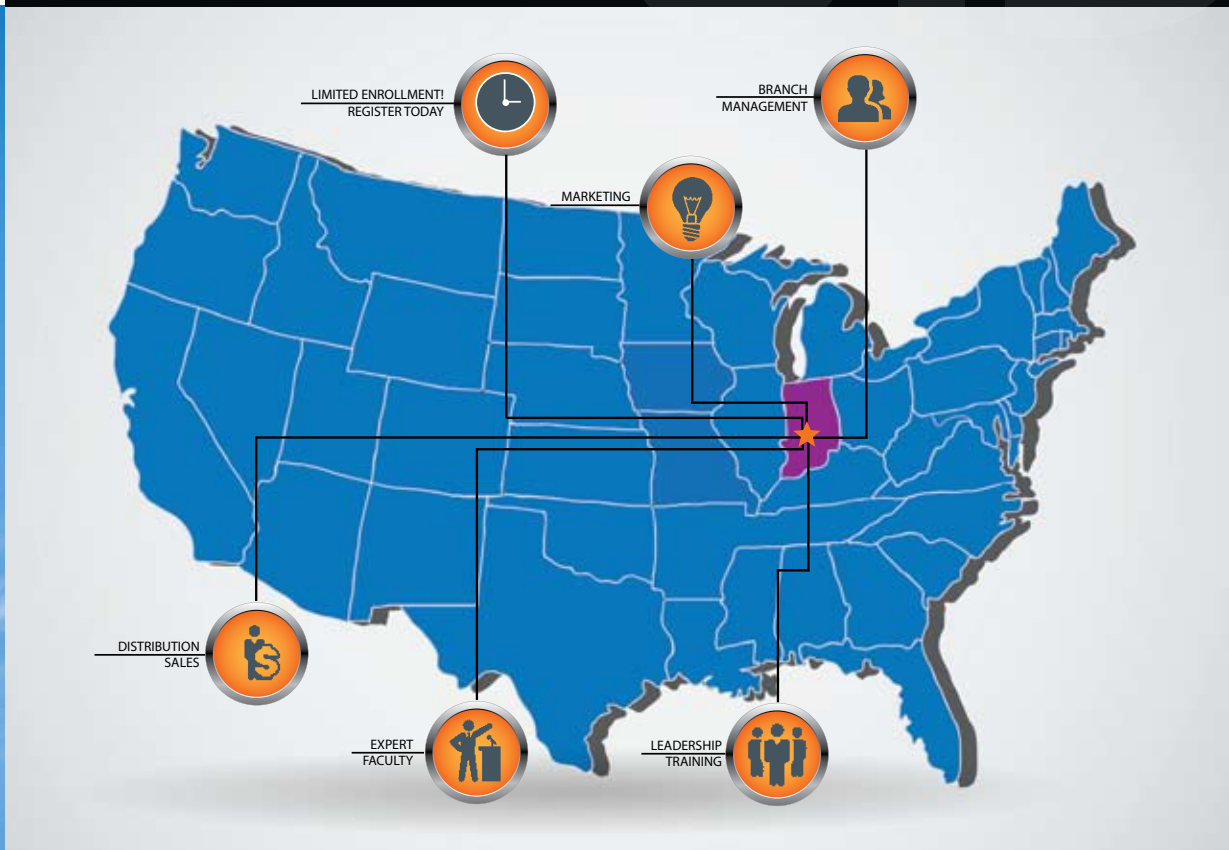 LIMITED ENROLLMENT!
REGISTER TODAY
BRANCH
MANAGEMENT
MARKETING
DISTRIBUTION
SALES
EXPERT
FACULTY
LEADERSHIP
TRAINING